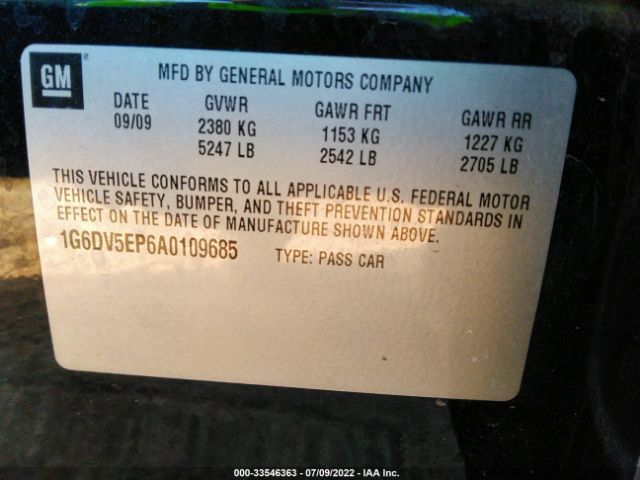 GM
MFD BY GENERAL MOTORS COMPANY
DATE GVWR GAWR FRT GAWR RR
09/09 2380 KG 1153 KG 1227 KG
5247 LB 2542 LB 2705 LB
THIS VEHICLE CONFORMS TO ALL APPLICABLE U.S. FEDERAL MOTOR
VEHICLE SAFETY, BUMPER, AND THEFT PREVENTION STANDARDS IN
EFFECT ON THE DATE OF MANUFACTURE SHOWN ABOVE.
1G6DV5EP6A0109685 TYPE: PASS CAR
000-33546363 - 07/09/2022 - IAA Inc.